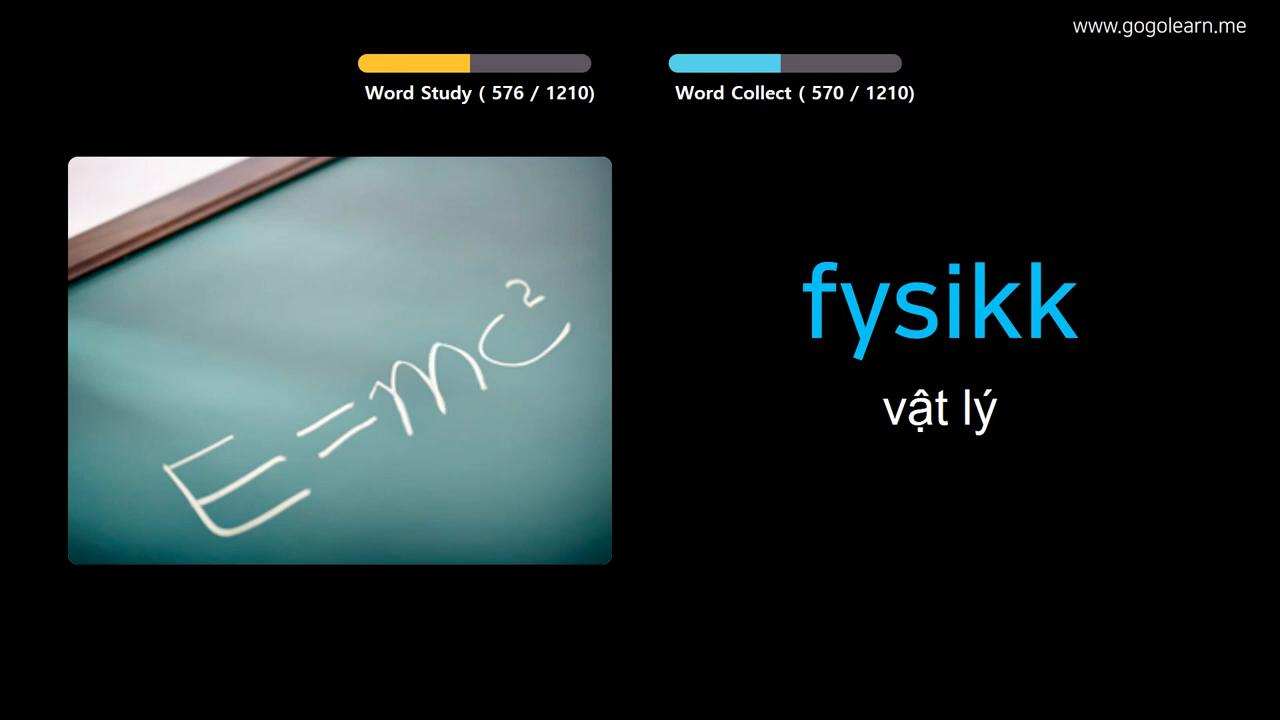 www.gogolearn.me
Word Study ( 576 / 1210)
Word Collect ( 570 / 1210)
E=mc²
fysikk
vật lý